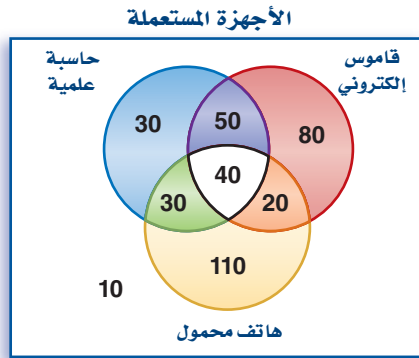 الأجهزة المستعملة
حاسبة
علمية
قاموس
إلكتروني
30
50
80
40
30
20
110
10
هاتف محمول